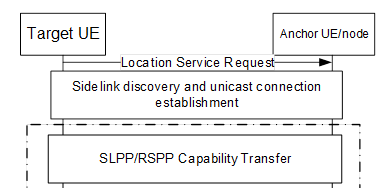 Target UE
Anchor UE/node
Location Service Request
Sidelink discovery and unicast connection
establishment
SLPP/RSPP Capability Transfer